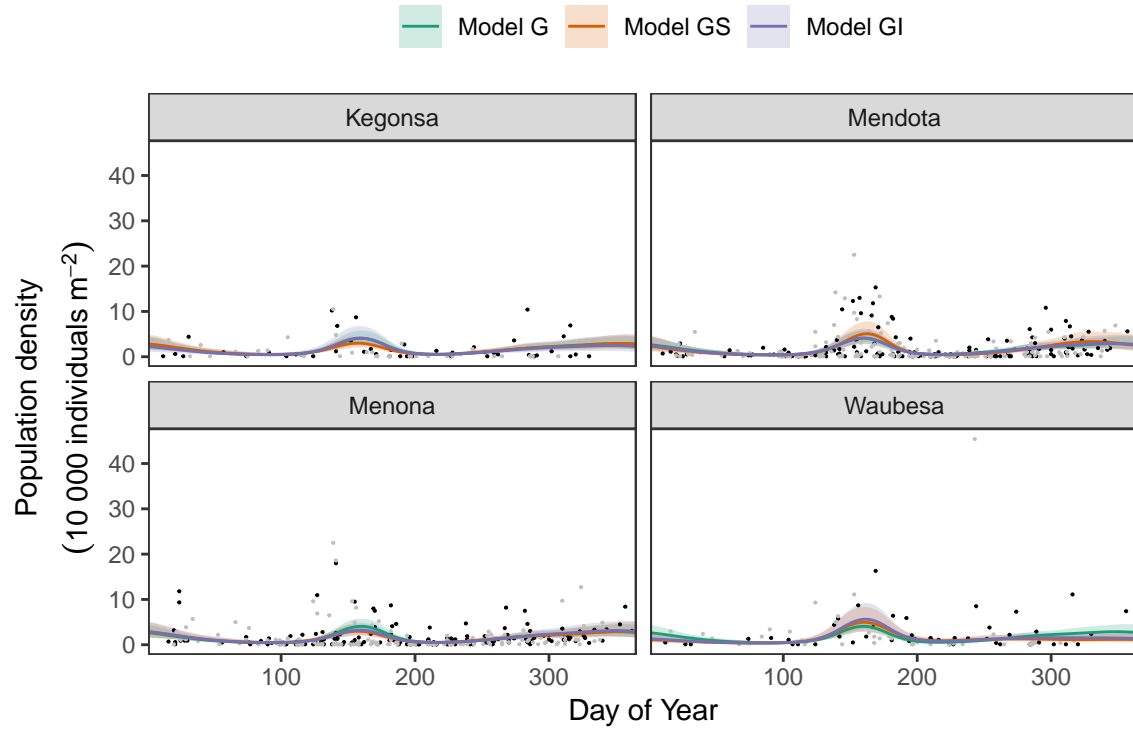 Model G Model GS Model GI
Kegonsa Mendota
40
30
20
10
0
Menona Waubesa
40
30
20
10
0
100 200 300 100 200 300
Day of Year
Population density
(10 000 individuals m⁻²)